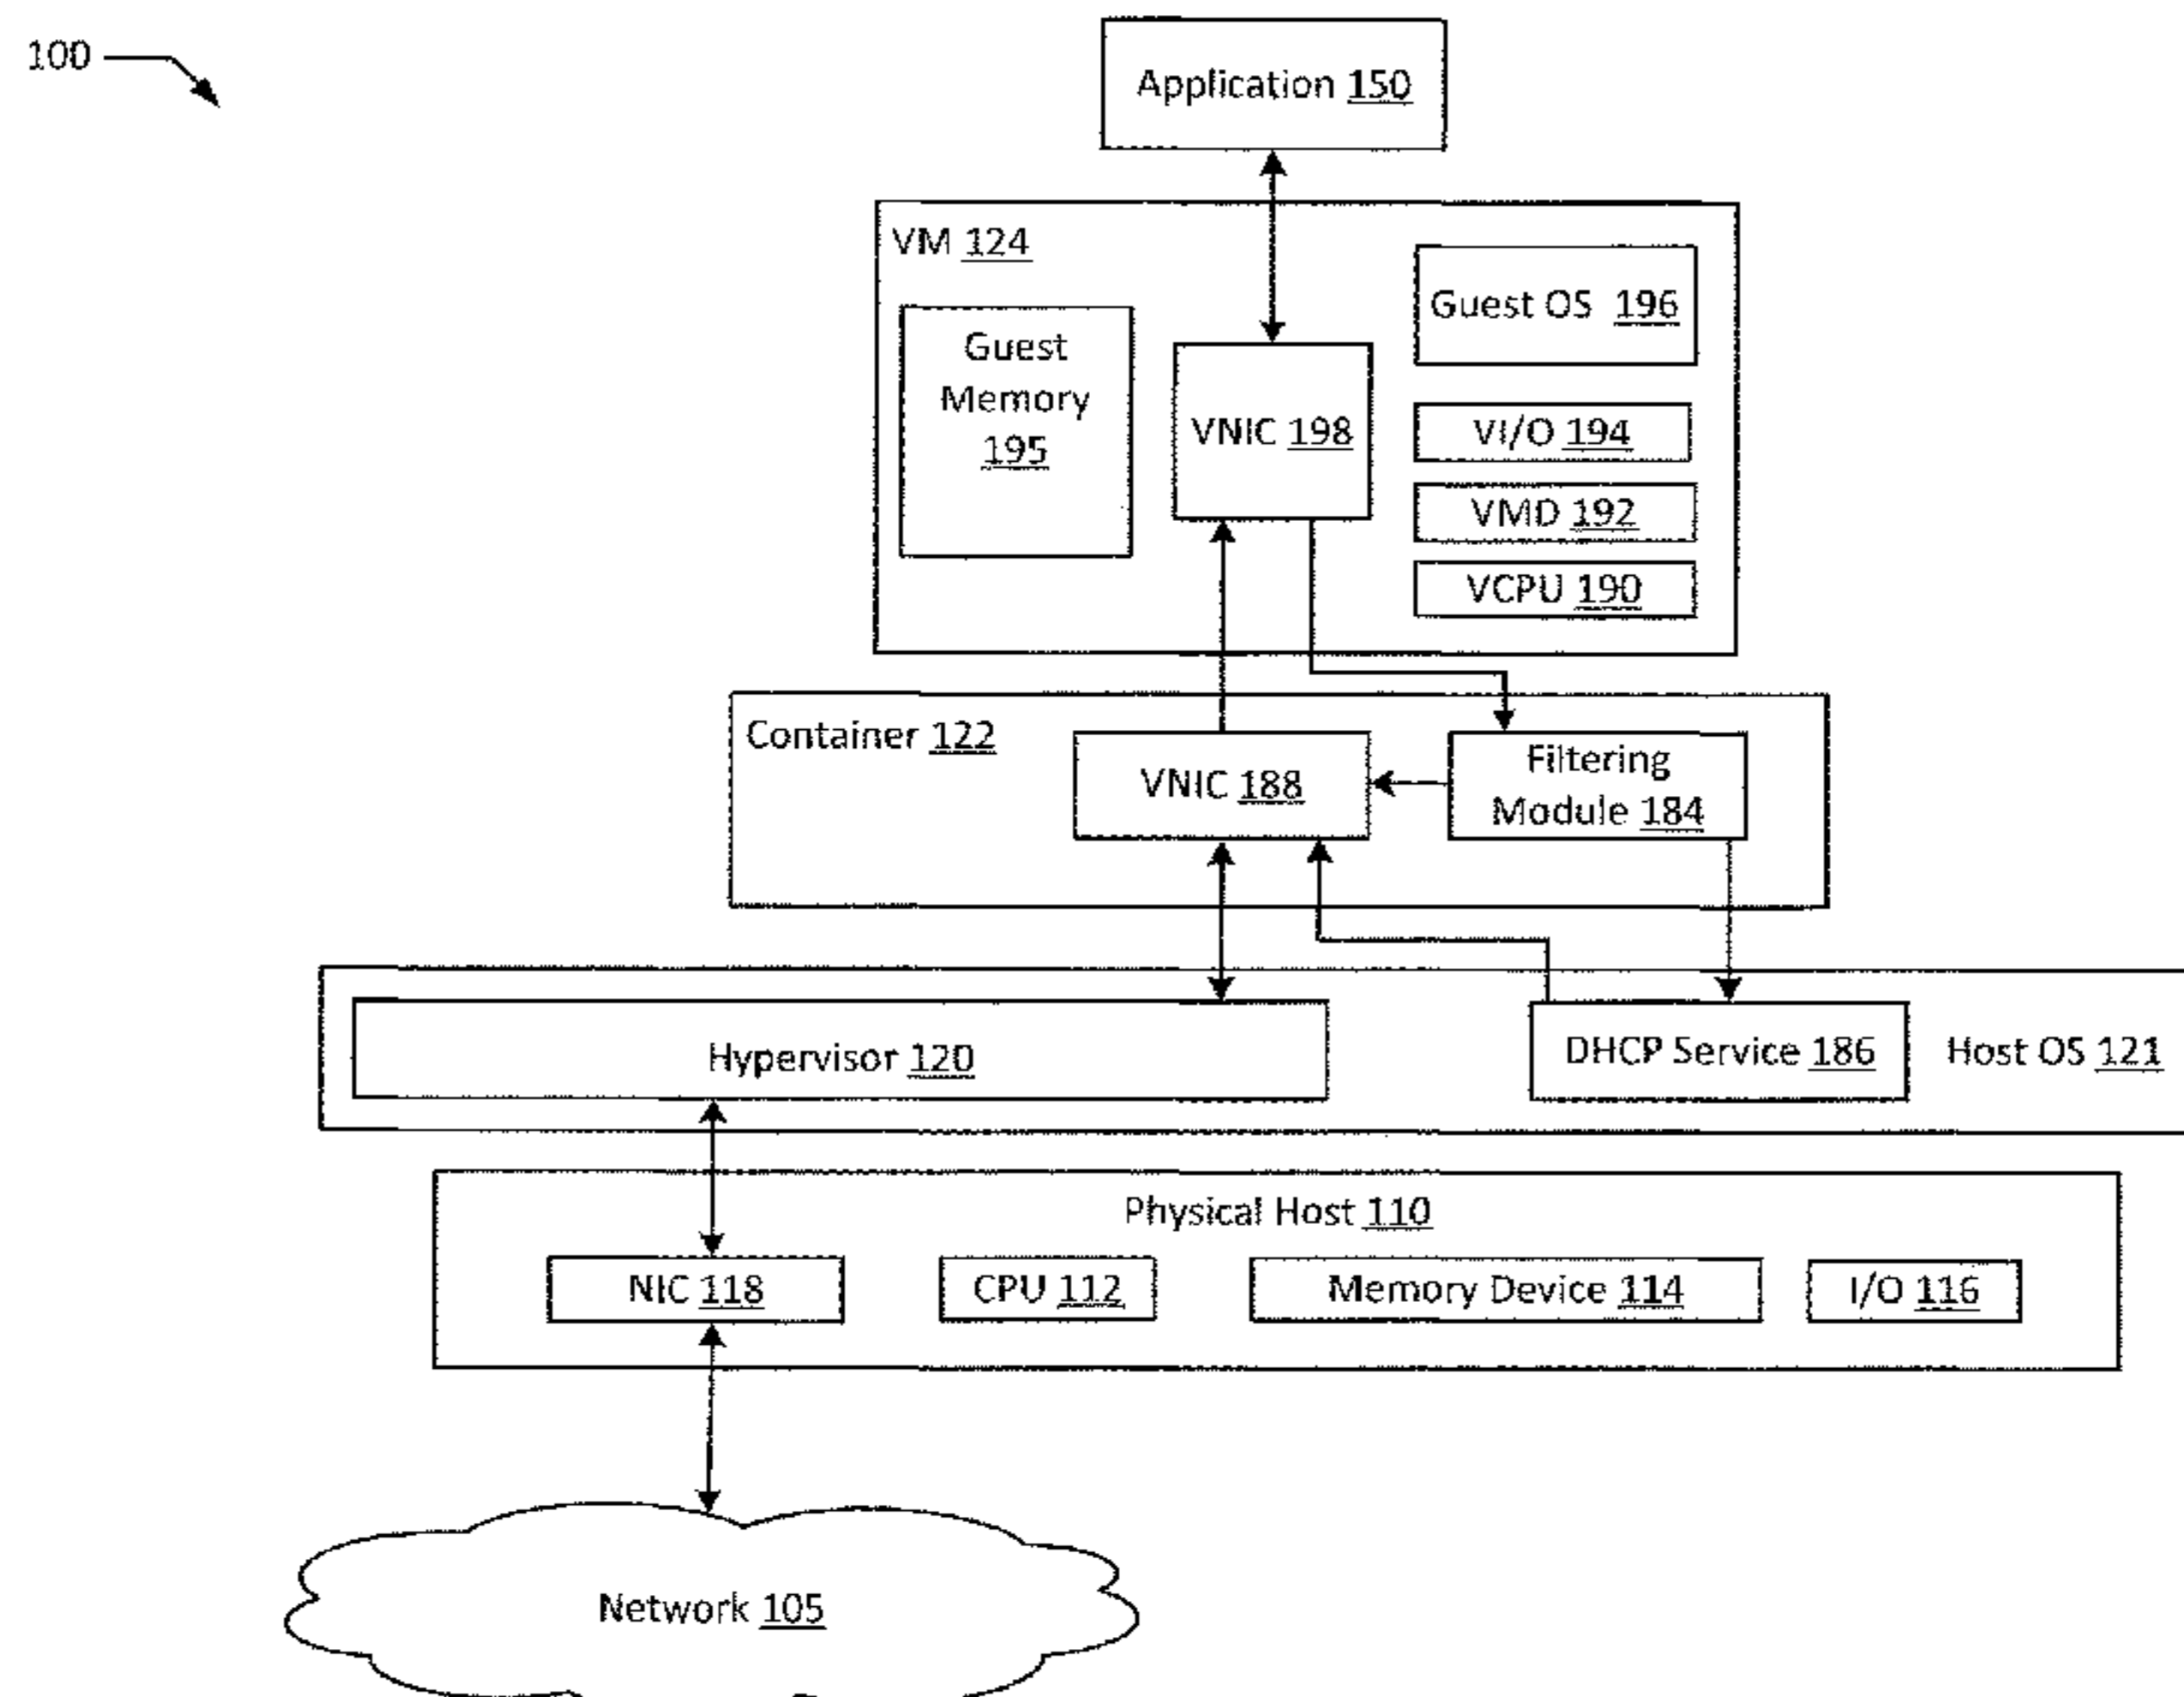 100
Application 150
VM 124
Guest
Memory
195
VNIC 198
Guest OS 196
VI/O 194
VMD 192
VCPU 190
Container 122
VNIC 188
Filtering
Module 184
Hypervisor 120
DHCP Service 186
Host OS 121
Physical Host 110
NIC 118
CPU 112
Memory Device 114
I/O 116
Network 105